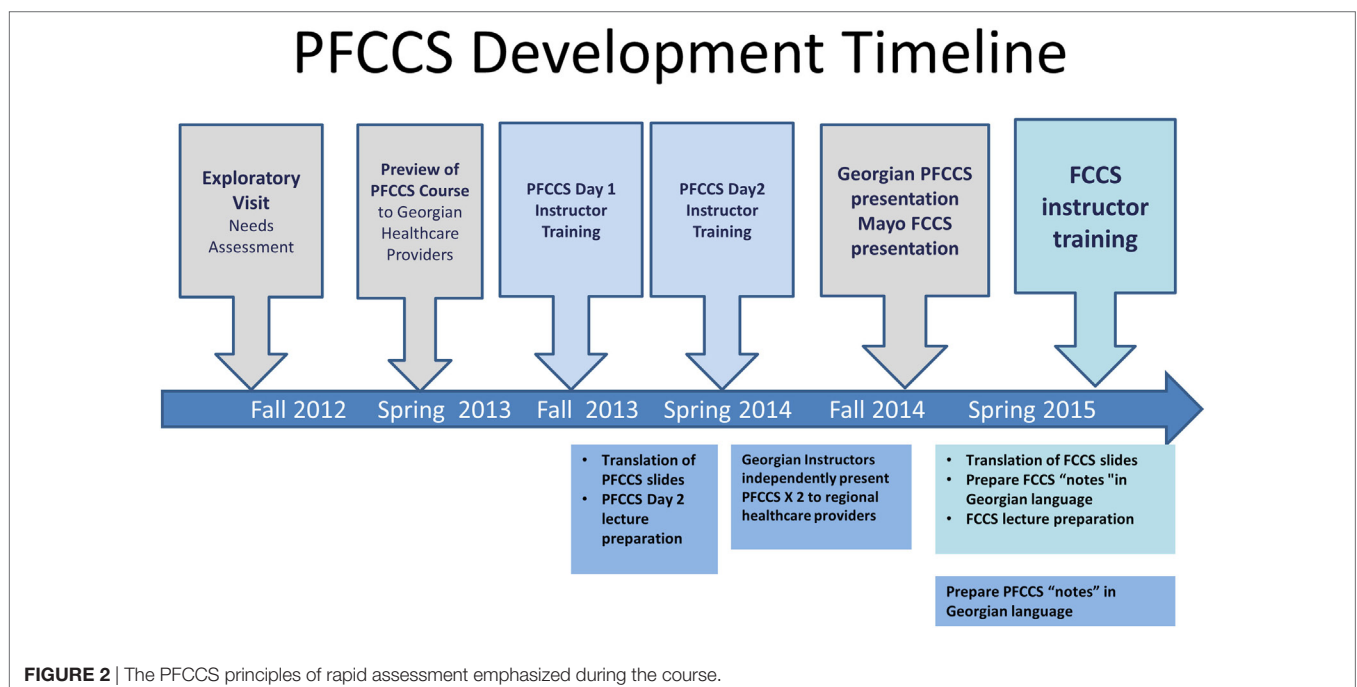 PFCCS Development Timeline
Exploratory
Visit
Needs
Assessment
Preview of
PFCCS Course
to Georgian
Healthcare
Providers
PFCCS Day 1
Instructor
Training
PFCCS Day2
Instructor
Training
Georgian PFCCS
presentation
Mayo FCCS
presentation
FCCS
instructor
training
Fall 2012 Spring 2013 Fall 2013 Spring 2014 Fall 2014 Spring 2015
• Translation of
PFCCS slides
• PFCCS Day 2
lecture
preparation
Georgian Instructors
independently present
PFCCS X 2 to regional
healthcare providers
• Translation of FCCS slides
• Prepare FCCS “notes "in
Georgian language
• FCCS lecture preparation
Prepare PFCCS “notes” in
Georgian language
FIGURE 2 | The PFCCS principles of rapid assessment emphasized during the course.